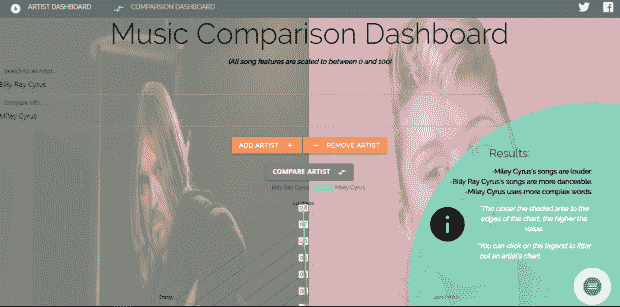 ARTIST DASHBOARD COMPARISION DASHBOARD
Music Comparison Dashboard
(All song features are scaled to between 0 and 100)
Search for an Artist...
Billy Ray Cyrus
Compare with...
Miley Cyrus
ADD ARTIST + − REMOVE ARTIST
COMPARE ARTIST
Billy Ray Cyrus Miley Cyrus
Results:
-Miley Cyrus's songs are louder.
-Billy Ray Cyrus's songs are more danceable.
-Miley Cyrus uses more complex words.
*The closer the shaded area to the
edges of the chart, the higher the
value.
*You can click on the legend to filter
out an artist's chart
Energy